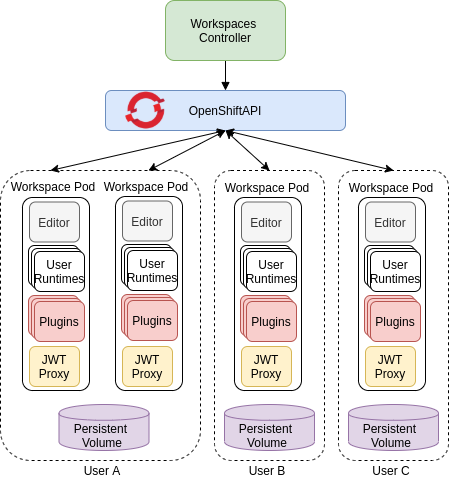 Workspaces
Controller
OpenShiftAPI
Workspace Pod
Editor
User
Runtimes
Plugins
JWT
Proxy
Workspace Pod
Editor
User
Runtimes
Plugins
JWT
Proxy
Persistent
Volume
User A
Workspace Pod
Editor
User
Runtimes
Plugins
JWT
Proxy
Persistent
Volume
User B
Workspace Pod
Editor
User
Runtimes
Plugins
JWT
Proxy
Persistent
Volume
User C